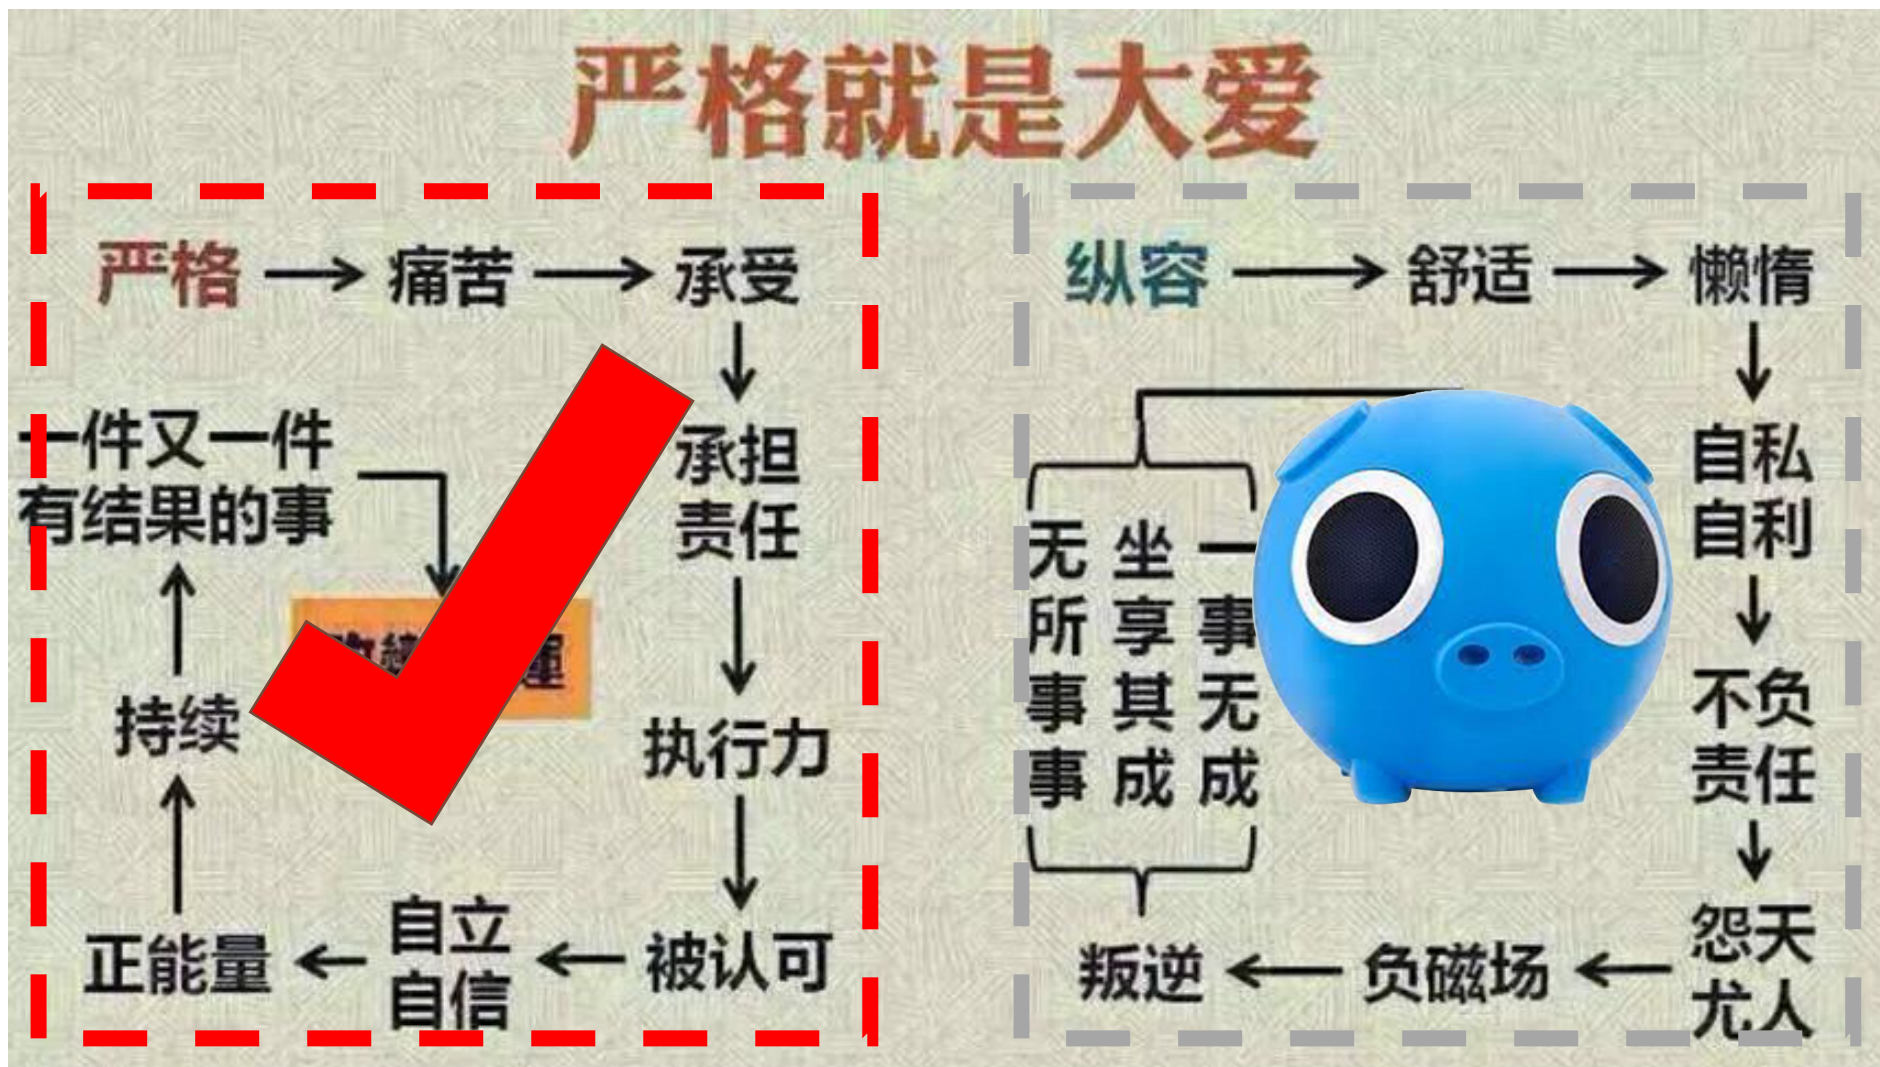 严格就是大爱
严格
痛苦
承受
承担
责任
执行力
被认可
自立
自信
正能量
持续
一件又一件
有结果的事
纵容
舒适
懒惰
自私
自利
不负
责任
怨天
尤人
负磁场
叛逆
无所事事
坐享其成
一事无成